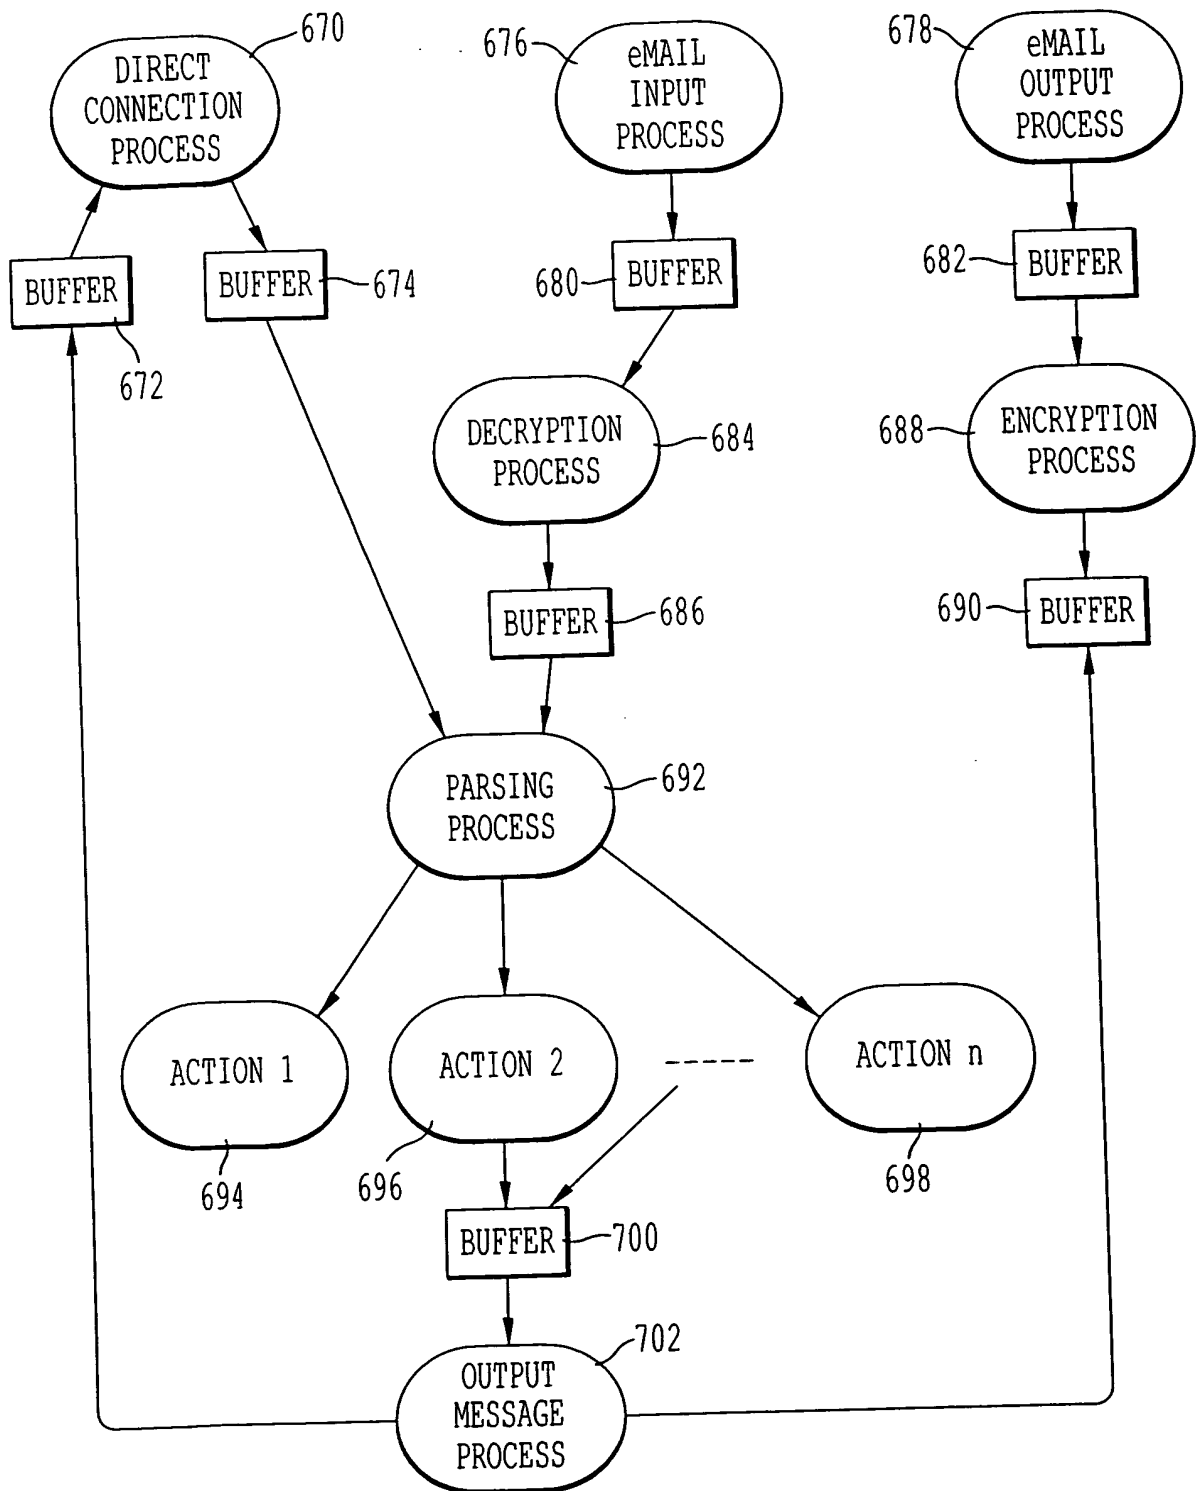 670
DIRECT
CONNECTION
PROCESS
676
eMAIL
INPUT
PROCESS
678
eMAIL
OUTPUT
PROCESS
BUFFER
672
BUFFER
674
680
BUFFER
682
BUFFER
DECRYPTION
PROCESS
684
688
ENCRYPTION
PROCESS
BUFFER
686
690
BUFFER
PARSING
PROCESS
692
ACTION 1
694
ACTION 2
696
-----
ACTION n
698
BUFFER
700
OUTPUT
MESSAGE
PROCESS
702